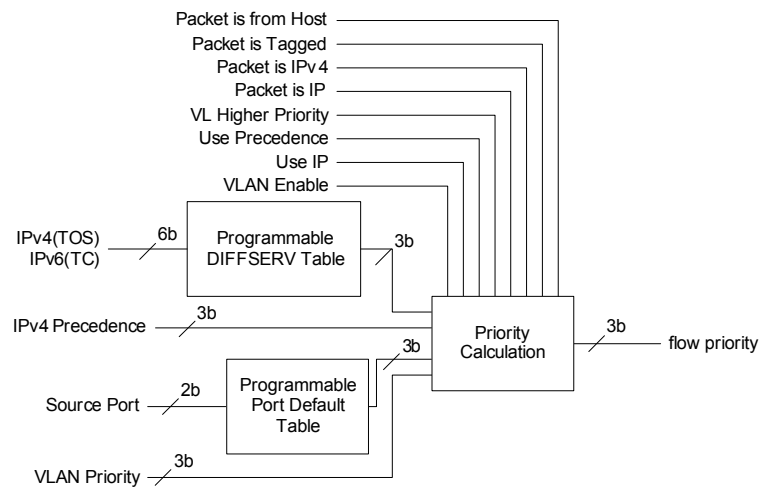 Packet is from Host
Packet is Tagged
Packet is IPv4
Packet is IP
VL Higher Priority
Use Precedence
Use IP
VLAN Enable
IPv4(TOS)
IPv6(TC)
6b
Programmable
DIFFSERV Table
3b
IPv4 Precedence
3b
Priority
Calculation
3b
flow priority
3b
Source Port
2b
Programmable
Port Default
Table
VLAN Priority
3b